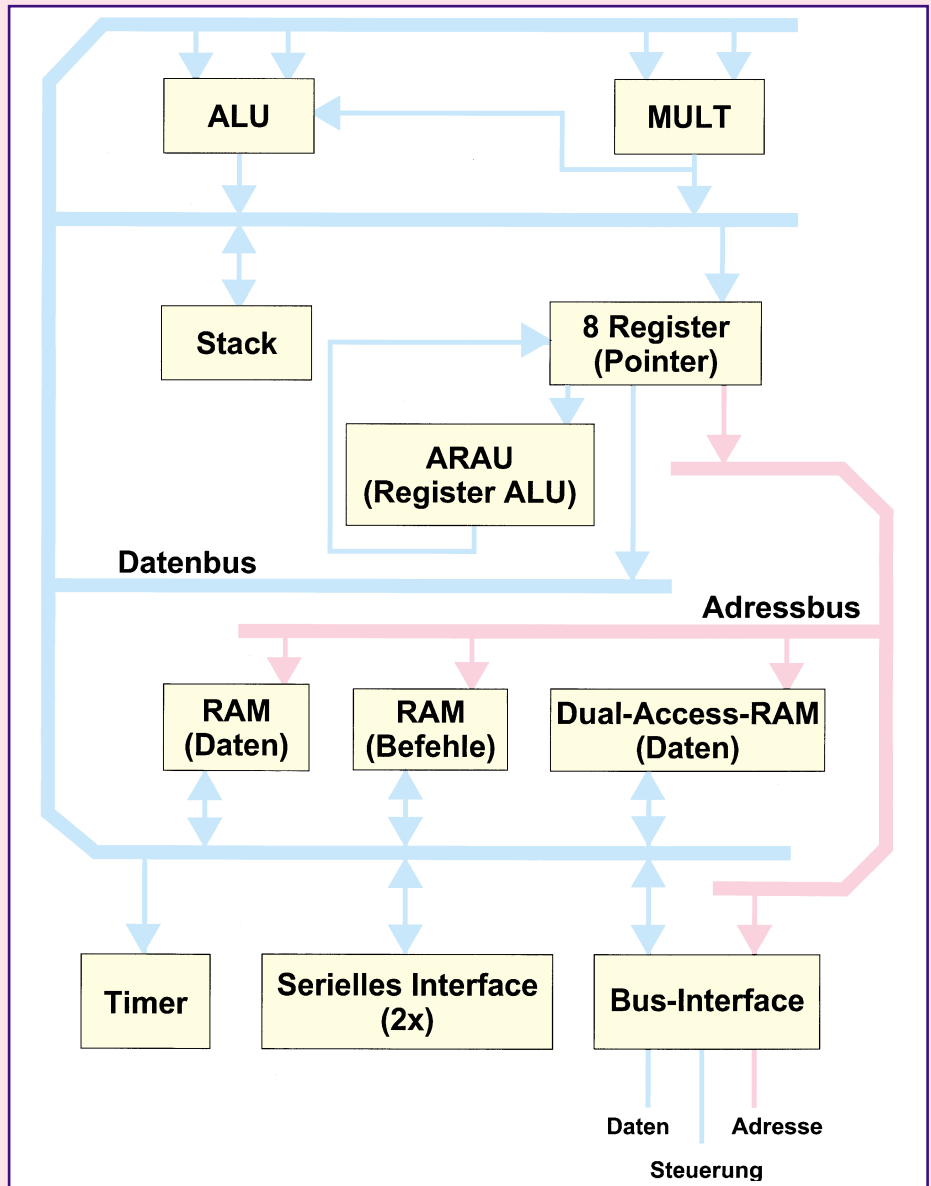 ALU
MULT
Stack
8 Register
(Pointer)
ARAU
(Register ALU)
Datenbus
Adressbus
RAM
(Daten)
RAM
(Befehle)
Dual-Access-RAM
(Daten)
Timer
Serielles Interface
(2x)
Bus-Interface
Daten
Adresse
Steuerung